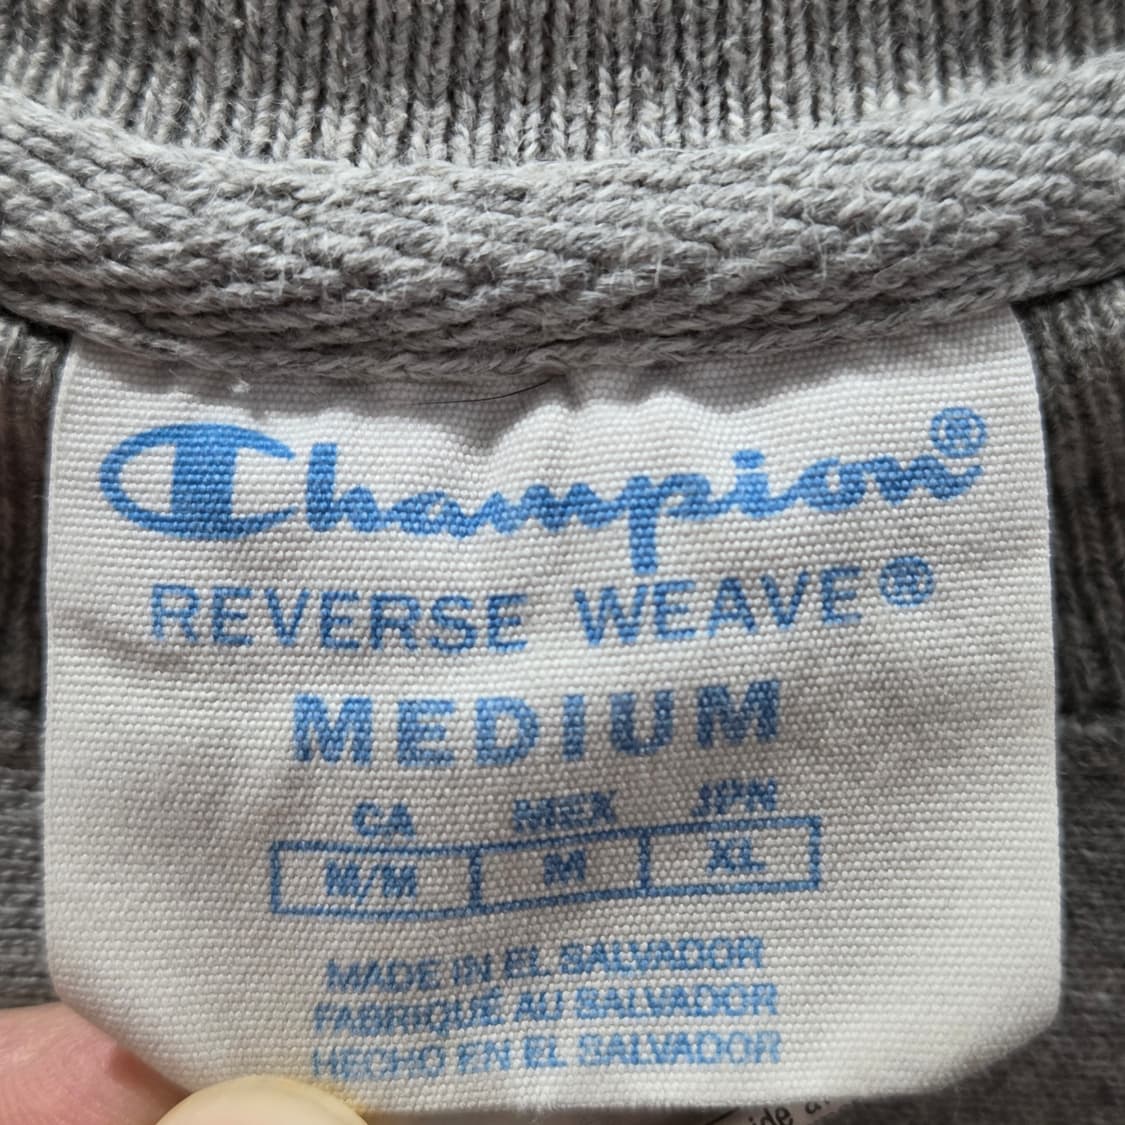 Champion®
REVERSE WEAVE®
MEDIUM
CA MEX JPN
M/M M XL
MADE IN EL SALVADOR
FABRIQUÉ AU SALVADOR
HECHO EN EL SALVADOR